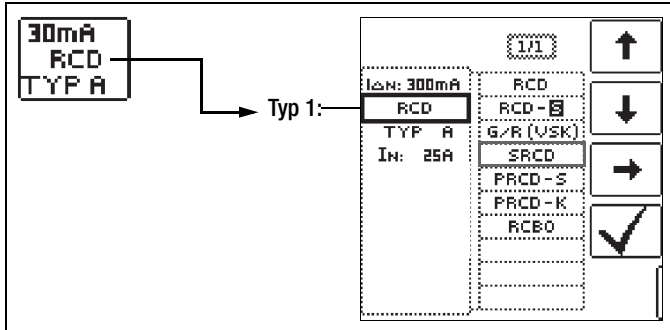 30mA
RCD
TYP A
Typ 1:
1/1
IΔN: 300mA
RCD
TYP A
IN: 25A
RCD
RCD-S
G/R (VSK)
SRCD
PRCD-S
PRCD-K
RCBO